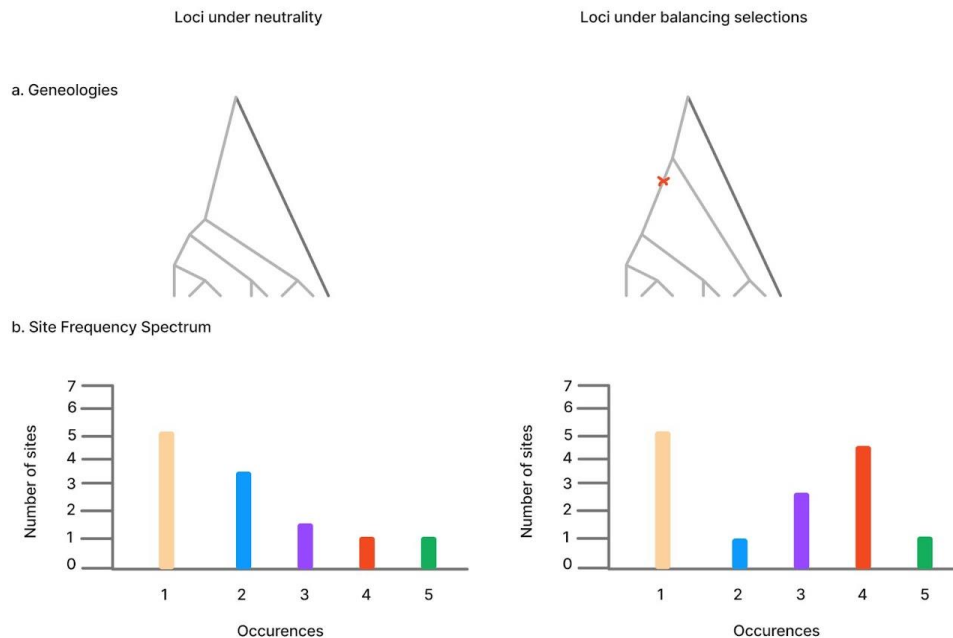 Loci under neutrality
Loci under balancing selections
a. Geneologies
b. Site Frequency Spectrum
Number of sites
7
6
5
4
3
2
1
0
1 2 3 4 5
Occurences
Number of sites
7
6
5
4
3
2
1
0
1 2 3 4 5
Occurences